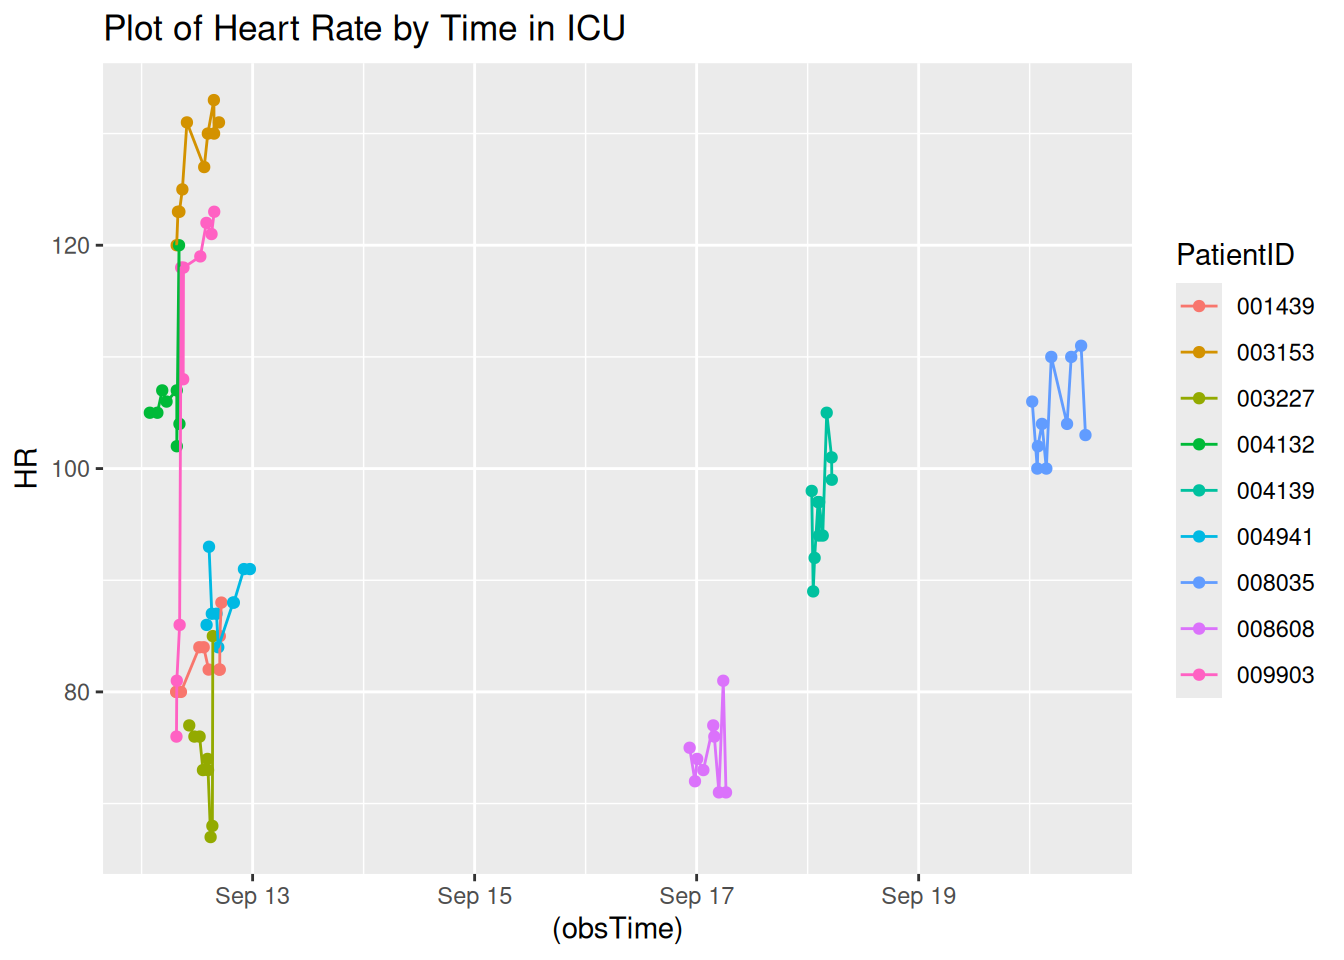 Plot of Heart Rate by Time in ICU
HR
120
100
80
Sep 13
Sep 15
Sep 17
Sep 19
(obsTime)
PatientID
001439
003153
003227
004132
004139
004941
008035
008608
009903